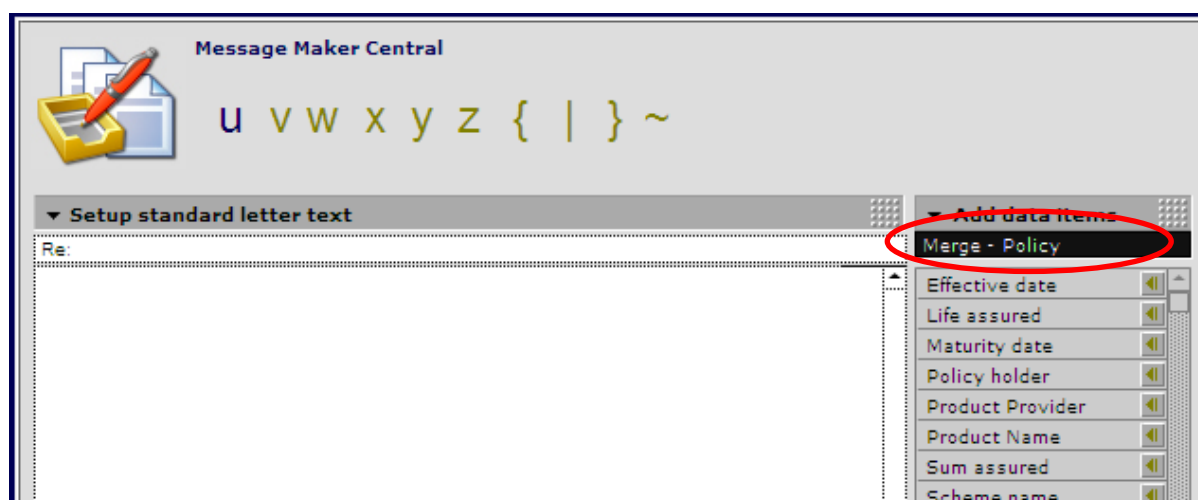 Message Maker Central
u v w x y z { | } ~
Setup standard letter text
Add data items
Re:
Merge - Policy
Effective date
Life assured
Maturity date
Policy holder
Product Provider
Product Name
Sum assured
Scheme name